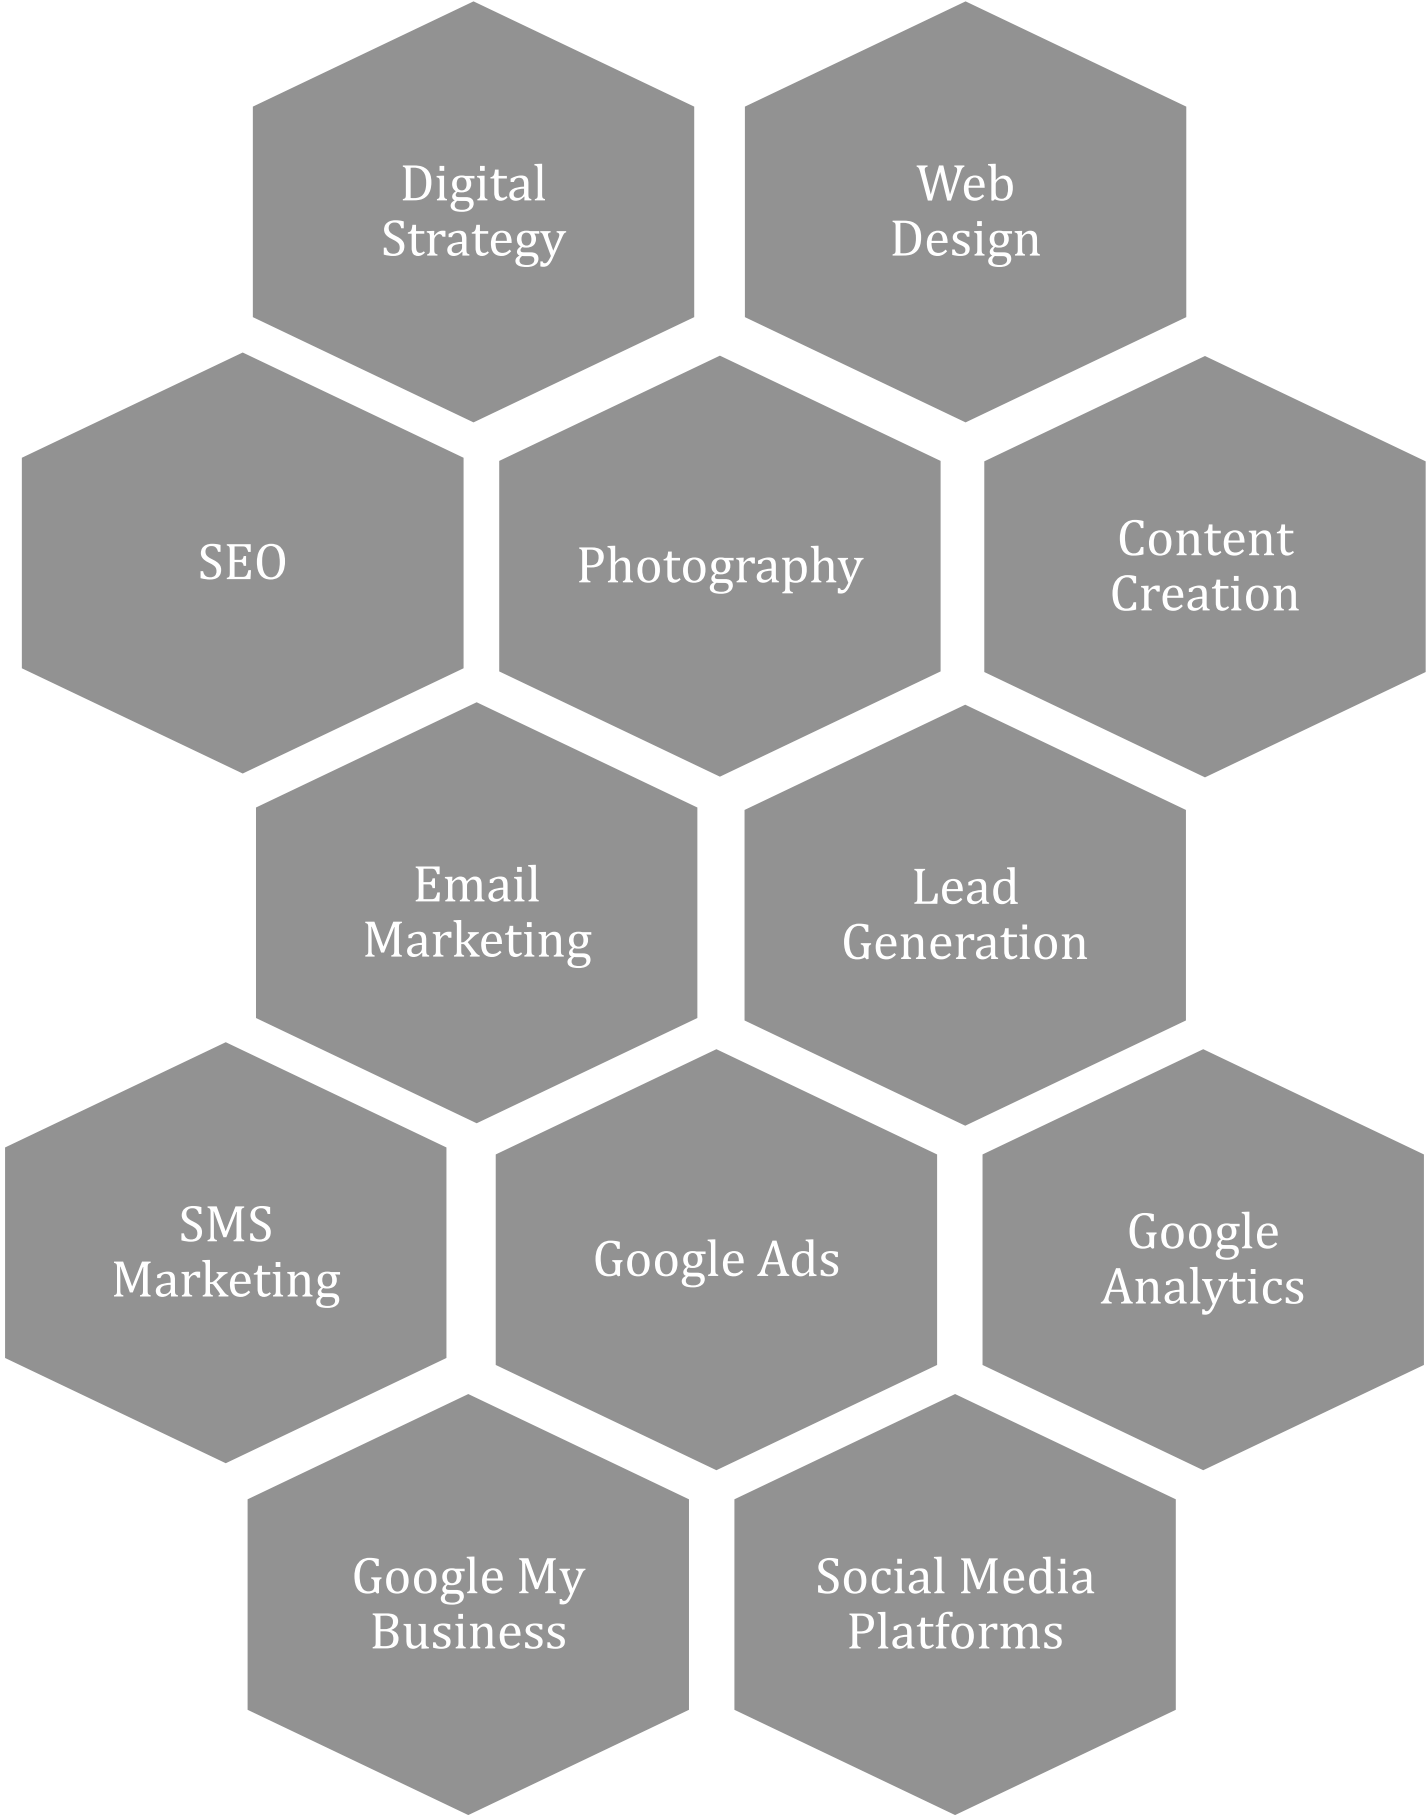 Digital
Strategy
Web
Design
SEO
Photography
Content
Creation
Email
Marketing
Lead
Generation
SMS
Marketing
Google Ads
Google
Analytics
Google My
Business
Social Media
Platforms